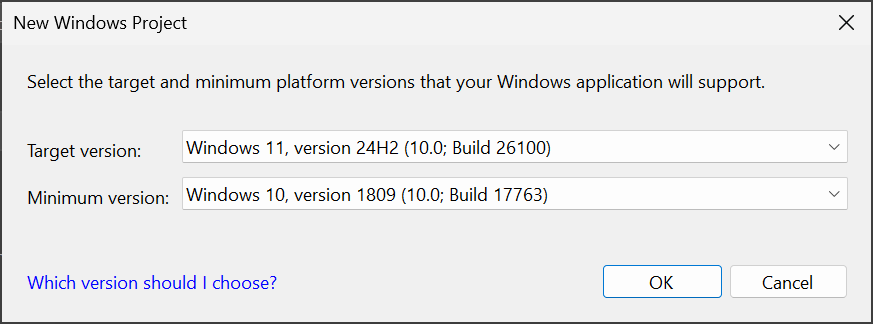 New Windows Project
Select the target and minimum platform versions that your Windows application will support.
Target version: Windows 11, version 24H2 (10.0; Build 26100)
Minimum version: Windows 10, version 1809 (10.0; Build 17763)
Which version should I choose? OK Cancel